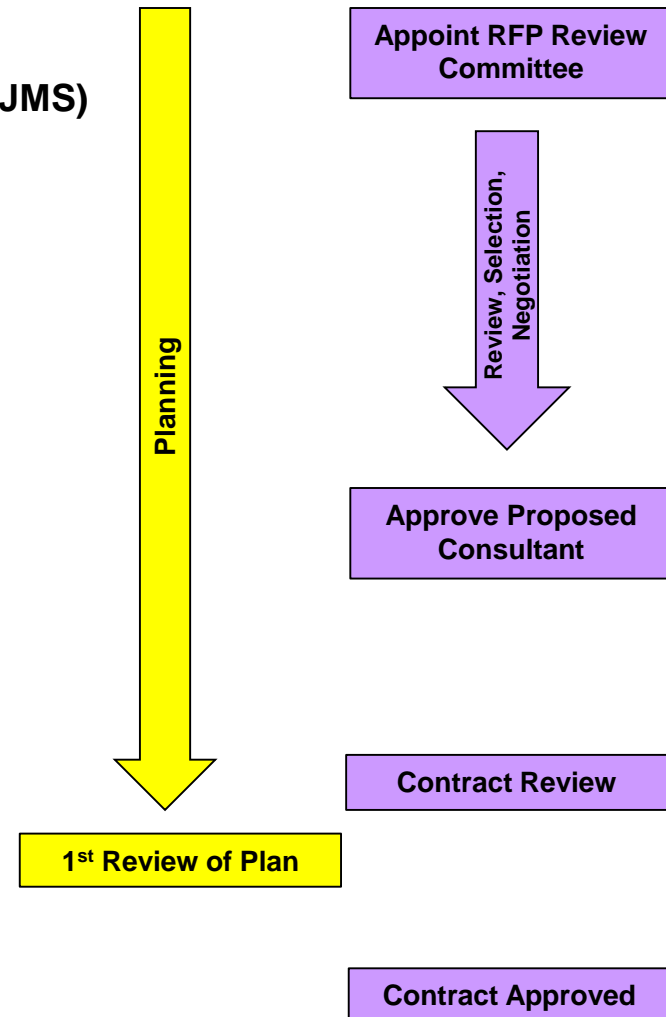 JMS)
Planning
1st Review of Plan
Appoint RFP Review
Committee
Review, Selection,
Negotiation
Approve Proposed
Consultant
Contract Review
Contract Approved